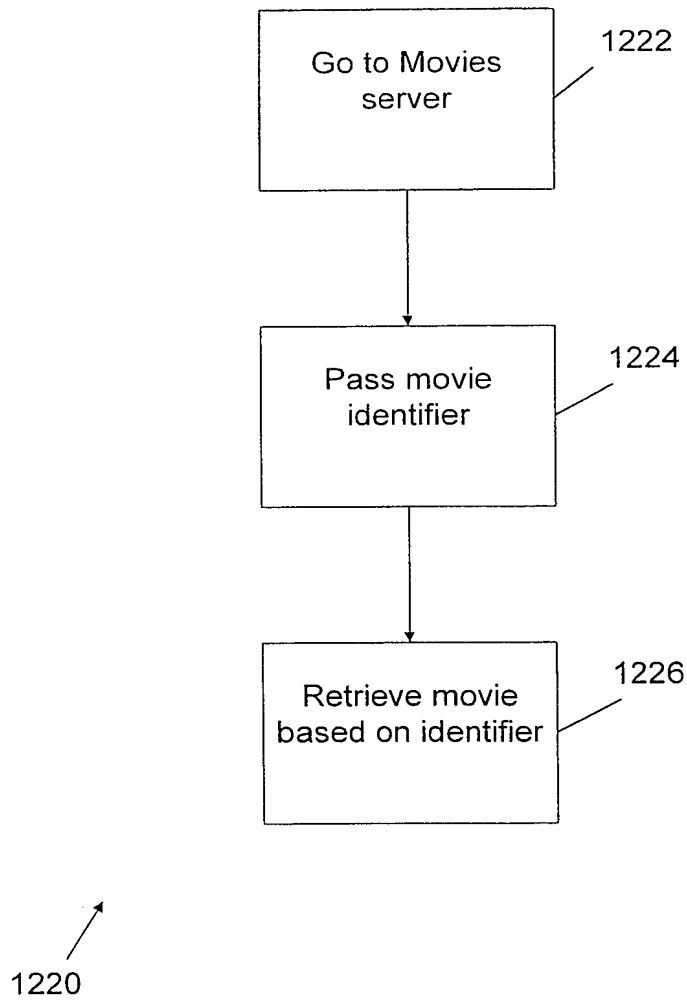 Go to Movies
server
1222
Pass movie
identifier
1224
Retrieve movie
based on identifier
1226
1220